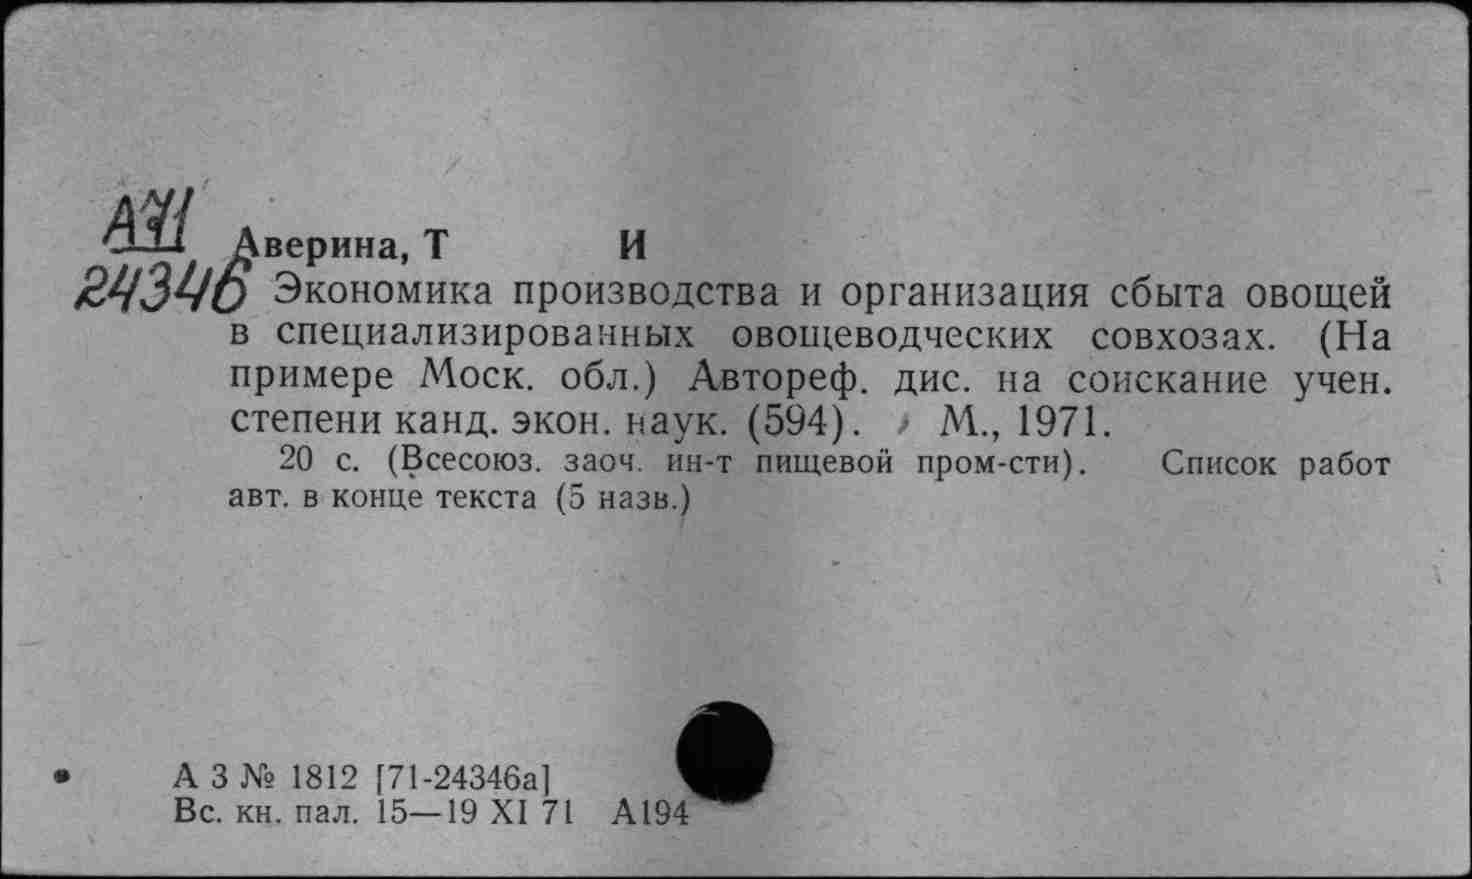 А71
24346
Аверина, Т И
Экономика производства и организация сбыта овощей
в специализированных овощеводческих совхозах. (На
примере Моск. обл.) Автореф. дис. на соискание учен.
степени канд. экон. наук. (594). М., 1971.
20 с. (Всесоюз. заоч. ин-т пищевой пром-сти). Список работ
авт. в конце текста (5 назв.)
А 3 № 1812 [71-24346а]
Вс. кн. пал. 15—19 XI 71 А194